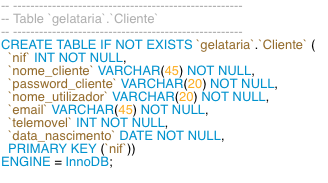 -- -----------------------------------------------------
-- Table `gelataria`.`Cliente`
-- -----------------------------------------------------
CREATE TABLE IF NOT EXISTS `gelataria`.`Cliente` (
`nif` INT NOT NULL,
`nome_cliente` VARCHAR(45) NOT NULL,
`password_cliente` VARCHAR(20) NOT NULL,
`nome_utilizador` VARCHAR(20) NOT NULL,
`email` VARCHAR(45) NOT NULL,
`telemovel` INT NOT NULL,
`data_nascimento` DATE NOT NULL,
PRIMARY KEY (`nif`))
ENGINE = InnoDB;